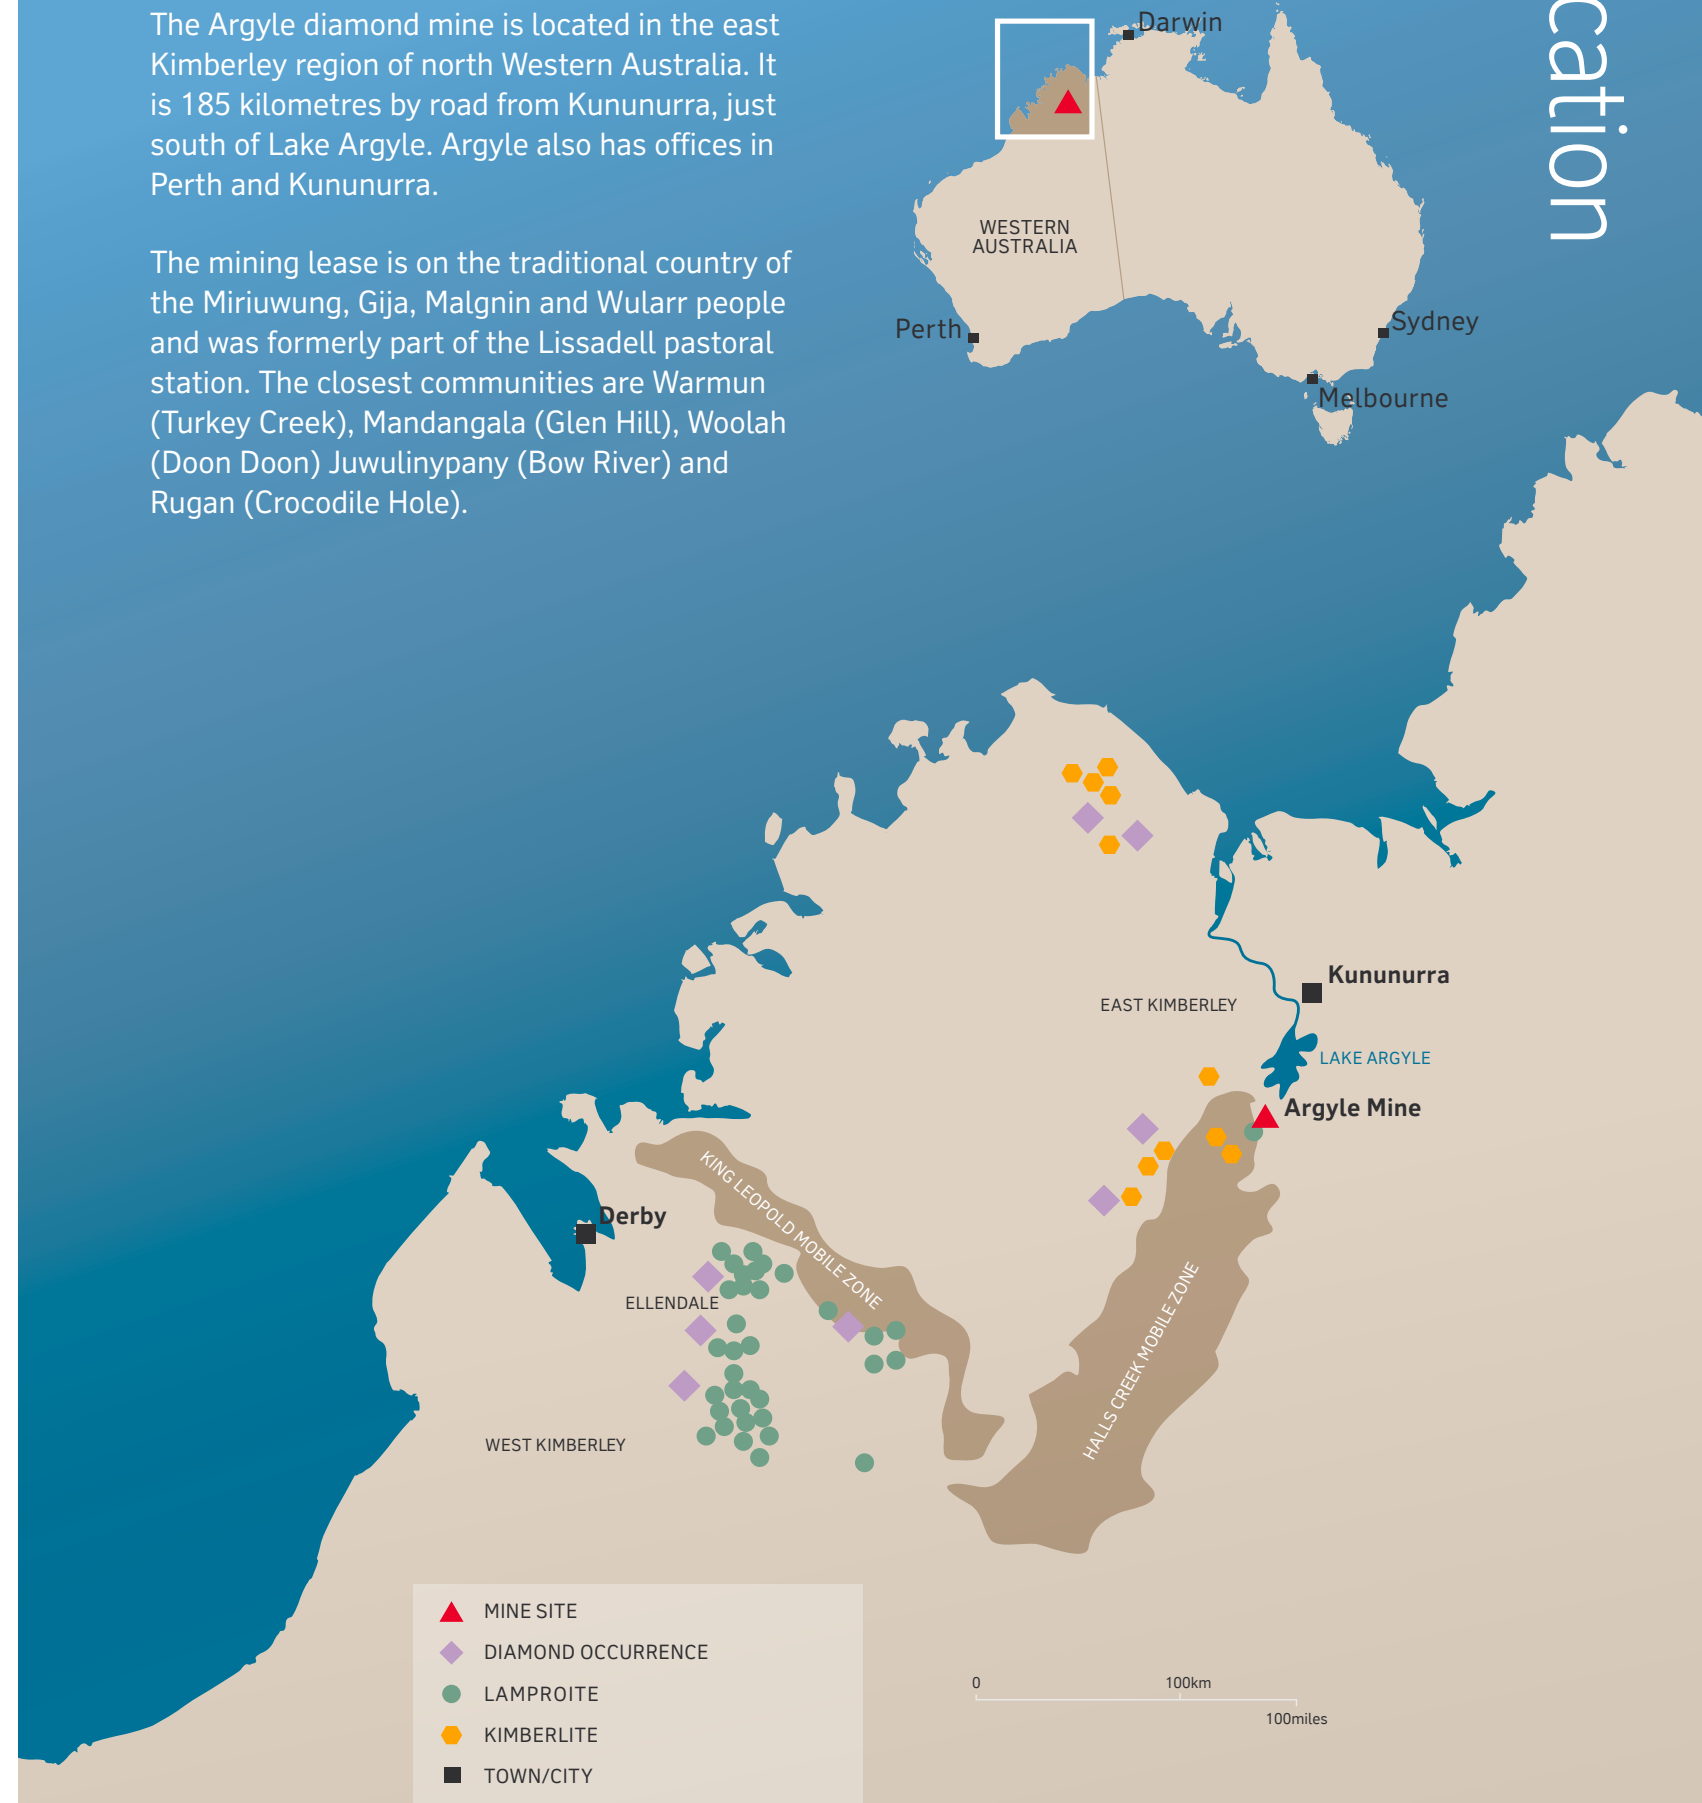 The Argyle diamond mine is located in the east
Kimberley region of north Western Australia. It
is 185 kilometres by road from Kununurra, just
south of Lake Argyle. Argyle also has offices in
Perth and Kununurra.
The mining lease is on the traditional country of
the Miriuwung, Gija, Malgnin and Wularr people
and was formerly part of the Lissadell pastoral
station. The closest communities are Warmun
(Turkey Creek), Mandangala (Glen Hill), Woolah
(Doon Doon) Juwulinypany (Bow River) and
Rugan (Crocodile Hole).
cation
Darwin
WESTERN
AUSTRALIA
Perth
Sydney
Melbourne
Kununurra
EAST KIMBERLEY
LAKE ARGYLE
Argyle Mine
KING LEOPOLD MOBILE ZONE
Derby
ELLENDALE
HALLS CREEK MOBILE ZONE
WEST KIMBERLEY
MINE SITE
DIAMOND OCCURRENCE
LAMPROITE
KIMBERLITE
TOWN/CITY
0
100km
100miles